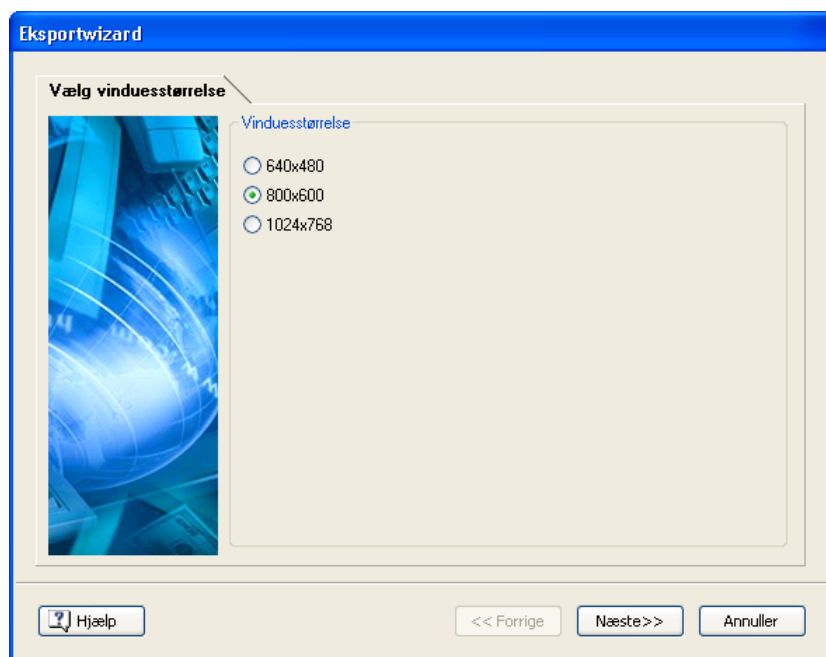 Eksportwizard
Vælg vinduesstørrelse
Vinduesstørrelse
640x480
800x600
1024x768
Hjælp
<< Forrige
Næste>>
Annuller